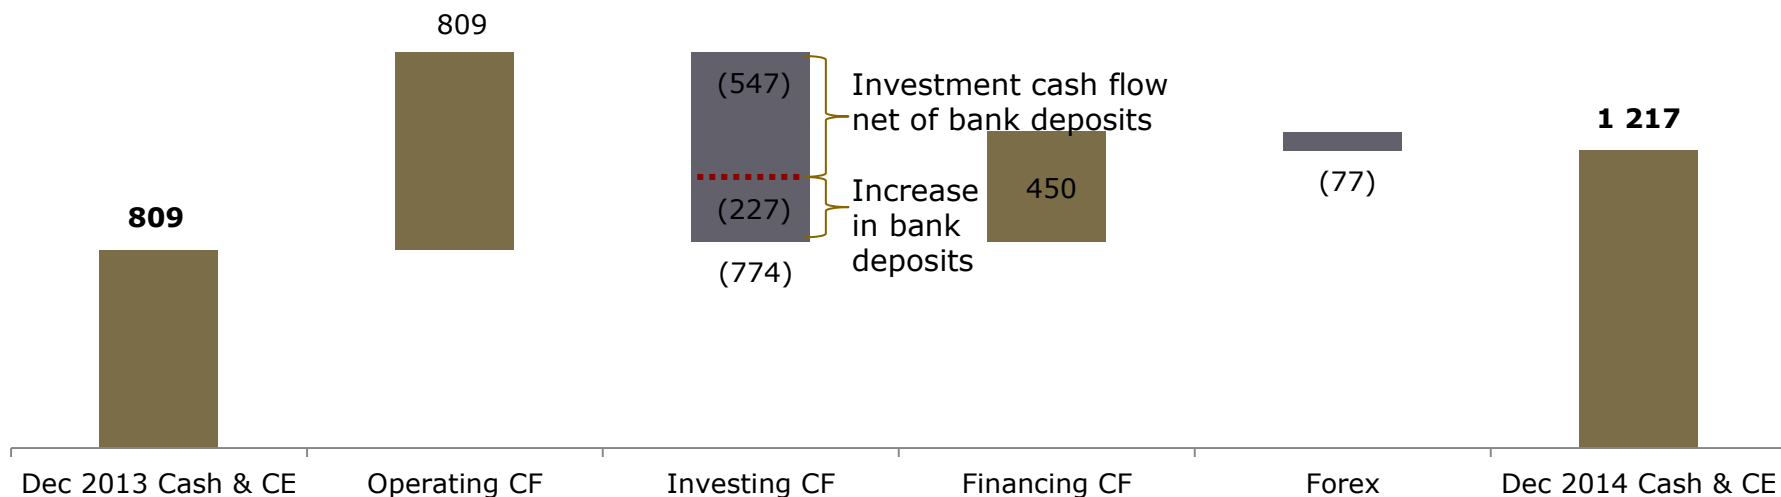 809
809
(547)
(227)
(774)
Investment cash flow
net of bank deposits
Increase
in bank
deposits
450
(77)
1 217
Dec 2013 Cash & CE
Operating CF
Investing CF
Financing CF
Forex
Dec 2014 Cash & CE